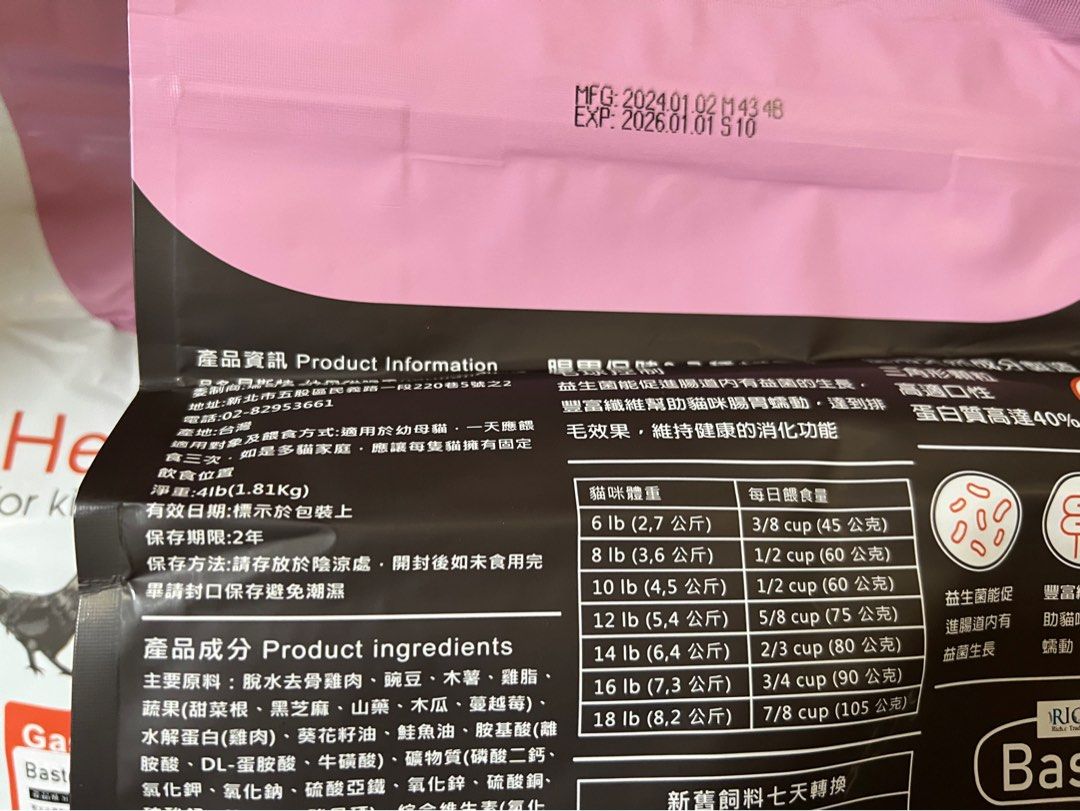 MFG: 2024.01.02 M43 4B
EXP: 2026.01.01 S10
產品資訊 Product Information
地址:新北市五股區民義路一段220巷5號之2
電話:02-82953661
產地:台灣
適用對象及餵食方式:適用於幼母貓，一天應餵
食三次，如是多貓家庭，應讓每隻貓擁有固定
飲食位置
淨重:4lb(1.81Kg)
有效日期:標示於包裝上
保存期限:2年
保存方法:請存放於陰涼處，開封後如未食用完
畢請封口保存避免潮濕
產品成分 Product ingredients
主要原料：脫水去骨雞肉、豌豆、木薯、雞脂、
蔬果(甜菜根、黑芝麻、山藥、木瓜、蔓越莓)、
水解蛋白(雞肉)、葵花籽油、鮭魚油、胺基酸(離
胺酸、DL-蛋胺酸、牛磺酸)、礦物質(磷酸二鈣、
氯化鉀、氯化鈉、硫酸亞鐵、氧化鋅、硫酸銅、
益生菌能促進腸道內有益菌的生長，
豐富纖維幫助貓咪腸胃蠕動，達到排
毛效果，維持健康的消化功能
貓咪體重 每日餵食量
6 lb (2,7 公斤) 3/8 cup (45 公克)
8 lb (3,6 公斤) 1/2 cup (60 公克)
10 lb (4,5 公斤) 1/2 cup (60 公克)
12 lb (5,4 公斤) 5/8 cup (75 公克)
14 lb (6,4 公斤) 2/3 cup (80 公克)
16 lb (7,3 公斤) 3/4 cup (90 公克)
18 lb (8,2 公斤) 7/8 cup (105 公克)
新舊飼料七天轉換
高適口性
蛋白質高達40%
益生菌能促
進腸道內有
益菌生長
豐富
助貓
蠕動
RIC
Bas
He
or k
Ga
Bast